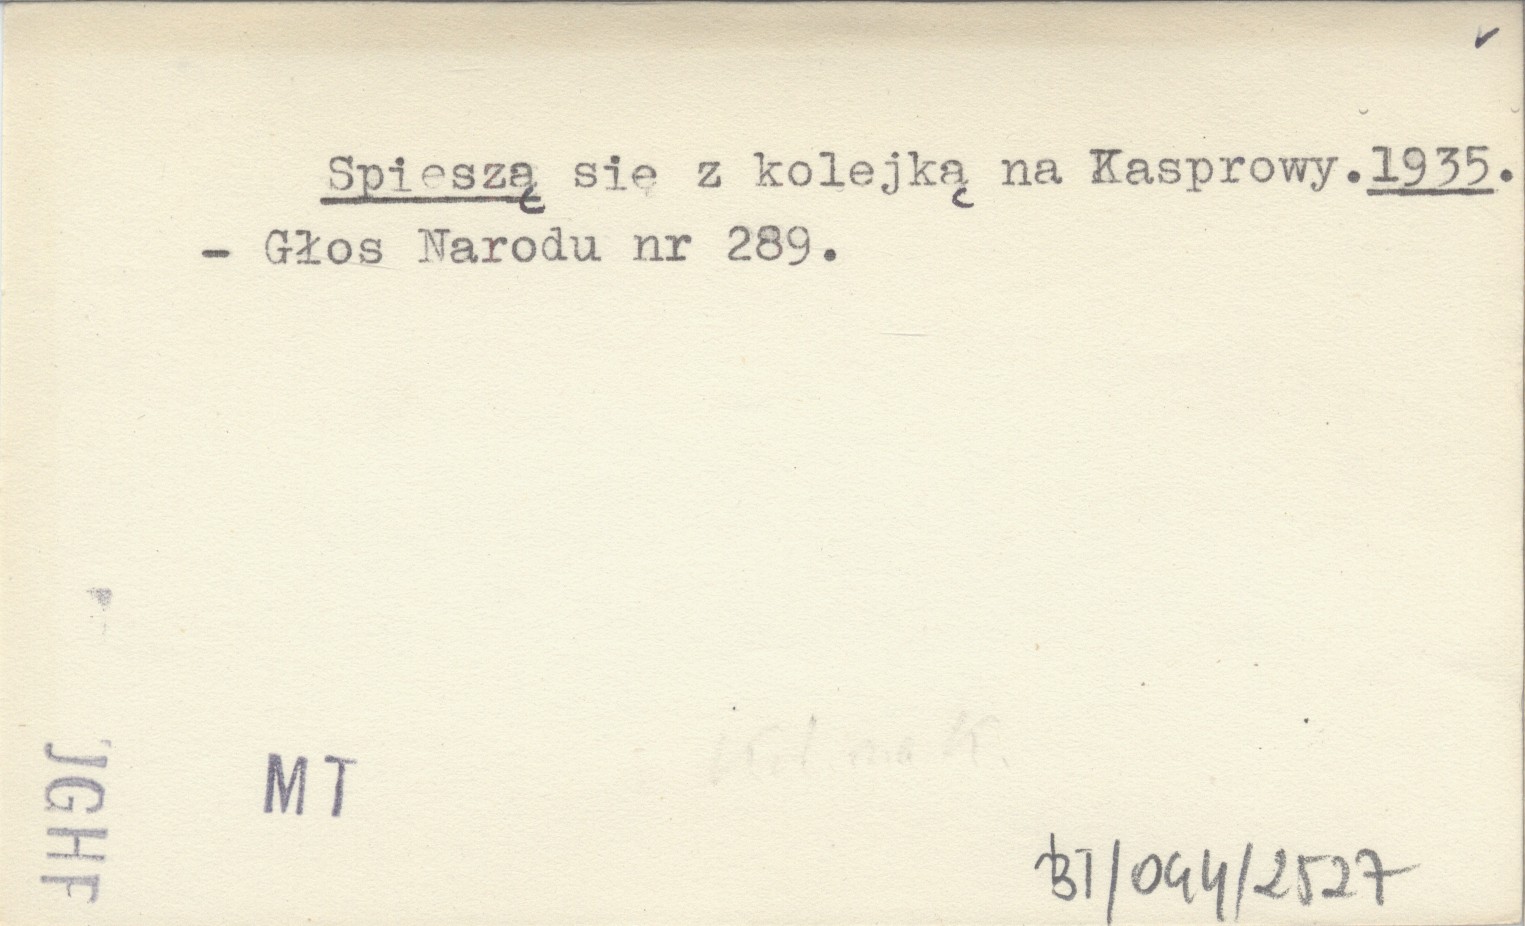 Spieszą się z kolejką na Kasprowy. 1935.
- Głos Narodu nr 289.
JGHF
MT
BT/044/2527